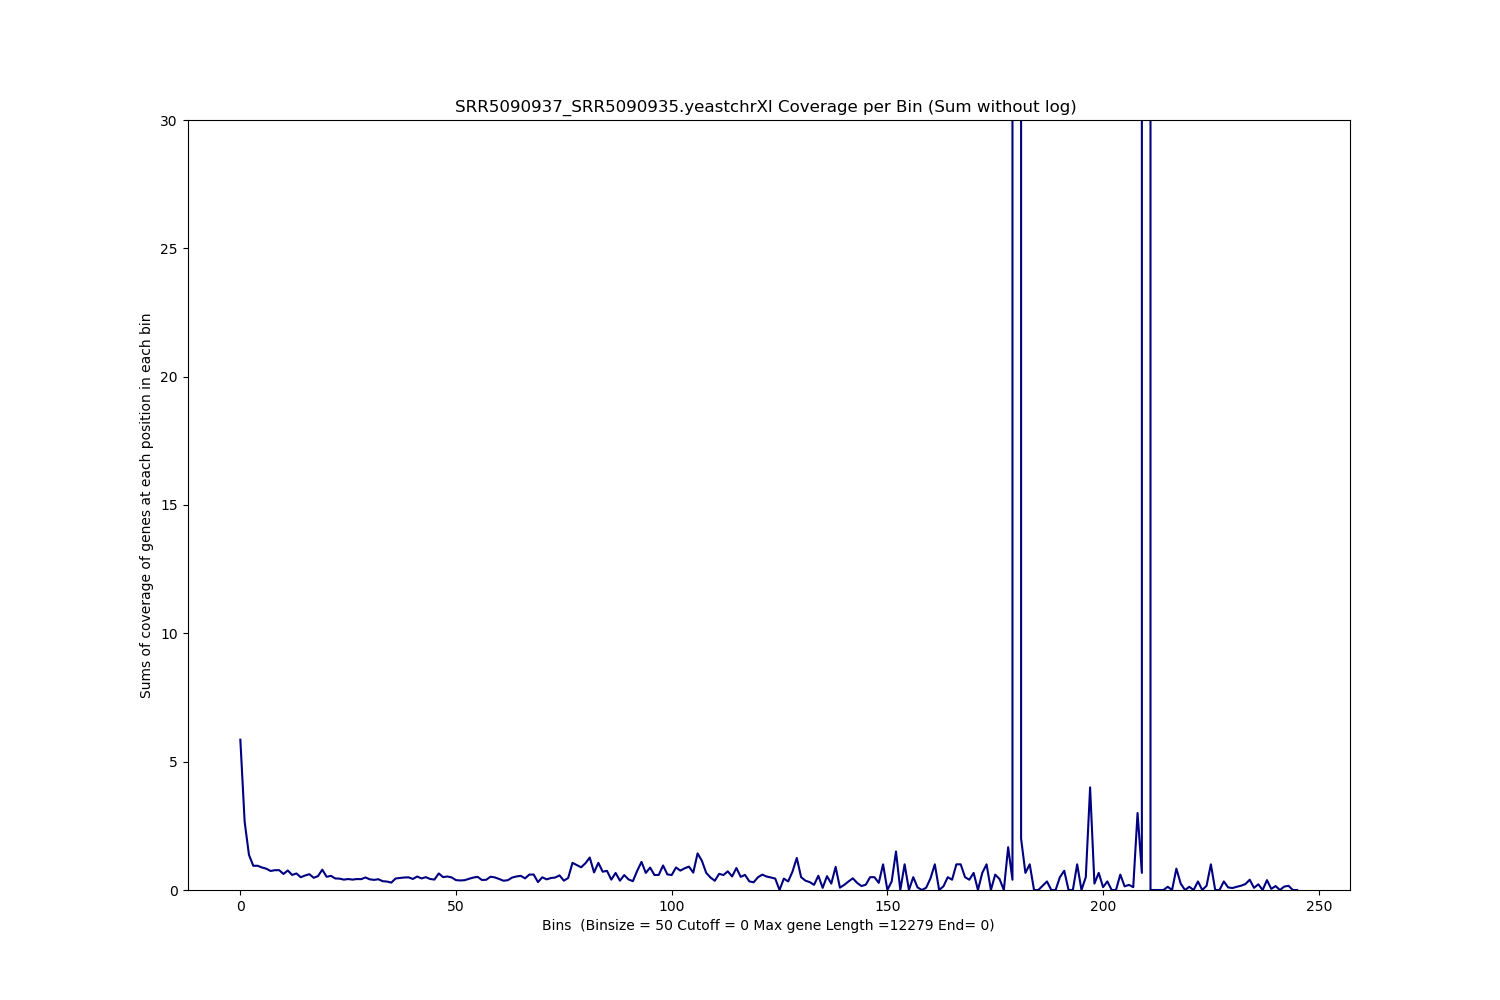 SRR5090937_SRR5090935.yeastchrXI Coverage per Bin (Sum without log)
30
25
20
15
10
5
0
Sums of coverage of genes at each position in each bin
0 50 100 150 200 250
Bins  (Binsize = 50 Cutoff = 0 Max gene Length =12279 End= 0)